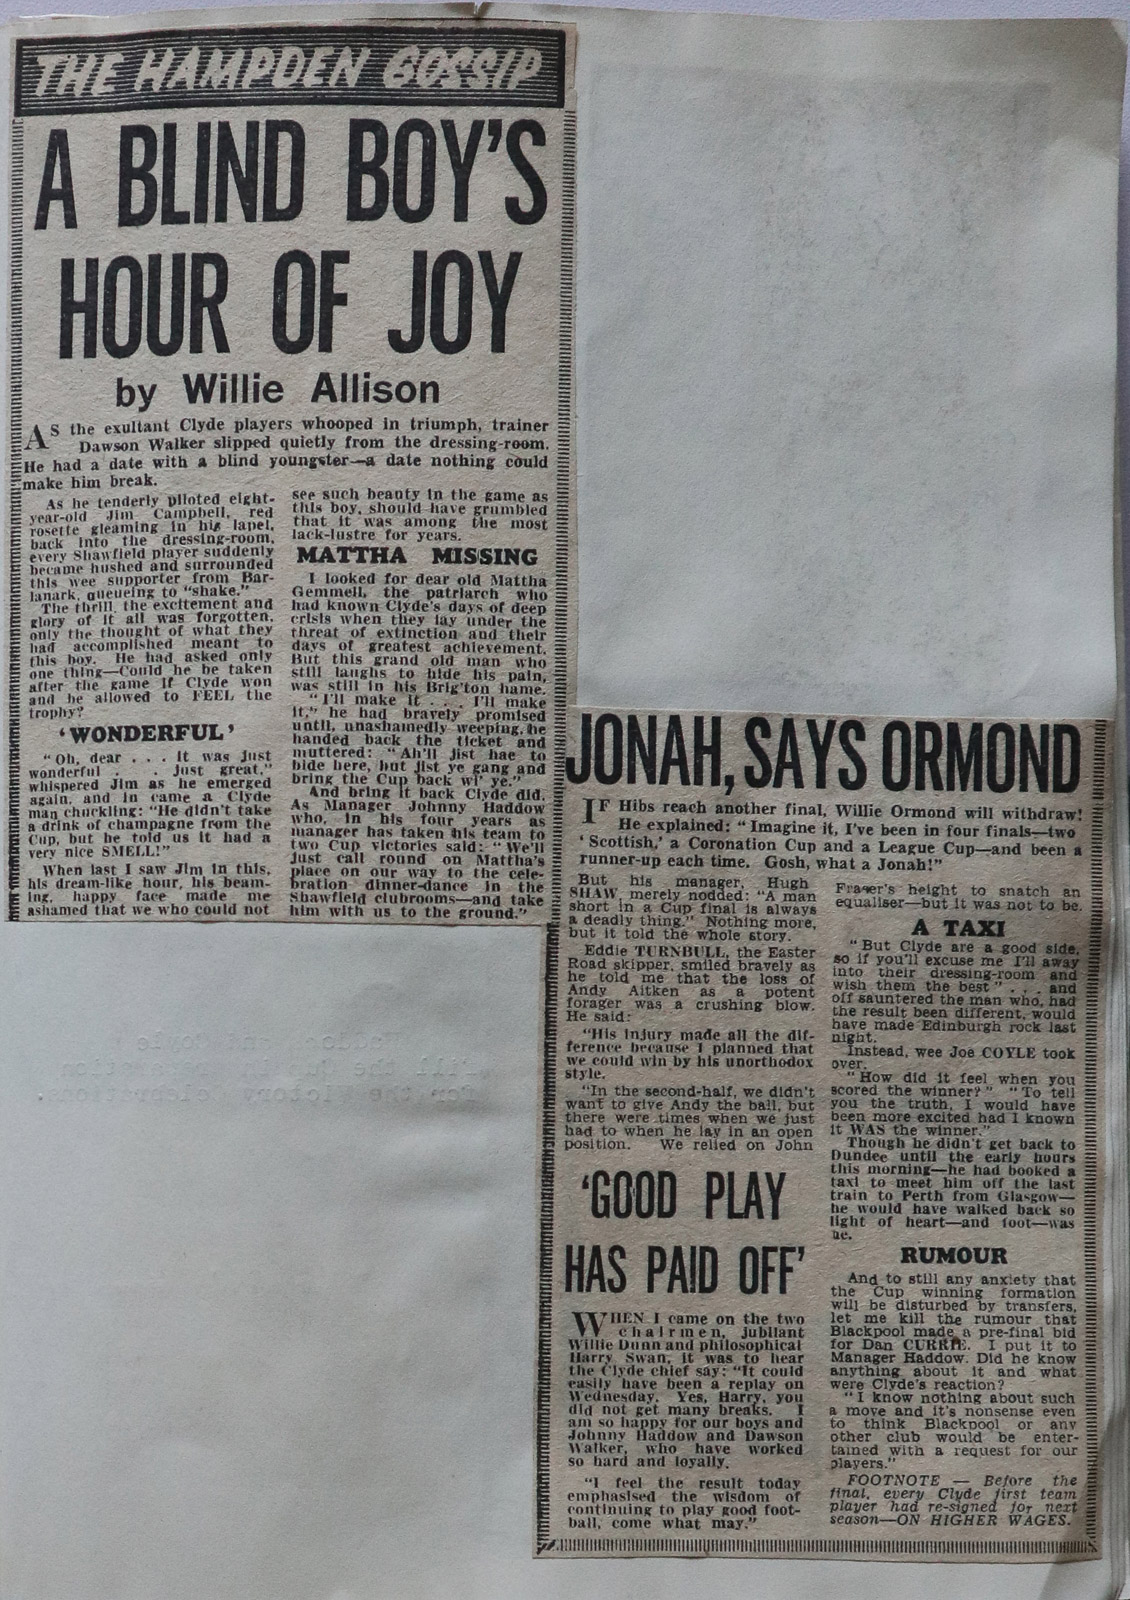 THE HAMPDEN GOSSIP
A BLIND BOY'S
HOUR OF JOY
by Willie Allison
AS the exultant Clyde players whooped in triumph, trainer
Dawson Walker slipped quietly from the dressing-room.
He had a date with a blind youngster—a date nothing could
make him break.
As he tenderly piloted eight-
year-old Jim Campbell, red
rosette gleaming in his lapel,
back into the dressing-room,
every Shawfield player suddenly
became hushed and surrounded
this wee supporter from Bar-
lanark, queueing to "shake."
The thrill, the excitement and
glory of it all was forgotten,
only the thought of what they
had accomplished meant to
this boy. He had asked only
one thing—Could he be taken
after the game if Clyde won
and be allowed to FEEL the
trophy?
'WONDERFUL'
"Oh, dear . . . it was just
wonderful . . . just great,"
whispered Jim as he emerged
again, and in came a Clyde
man chuckling: "He didn't take
a drink of champagne from the
Cup, but he told us it had a
very nice SMELL!"
When last I saw Jim in this,
his dream-like hour, his beam-
ing, happy face made me
ashamed that we who could not
see such beauty in the game as
this boy, should have grumbled
that it was among the most
lack-lustre for years.
MATTHA MISSING
I looked for dear old Mattha
Gemmell, the patriarch who
had known Clyde's days of deep
crisis when they lay under the
threat of extinction and their
days of greatest achievement.
But this grand old man who
still laughs to hide his pain,
was still in his Brig'ton hame.
"I'll make it . . . I'll make
it," he had bravely promised
until, unashamedly weeping, he
handed back the ticket and
muttered: "Ah'll jist hae to
bide here, but jist ye gang and
bring the Cup back wi' ye."
And bring it back Clyde did.
As Manager Johnny Haddow
who, in his four years as
manager has taken his team to
two Cup victories said: "We'll
just call round on Mattha's
place on our way to the cele-
bration dinner-dance in the
Shawfield clubrooms—and take
him with us to the ground."
JONAH, SAYS ORMOND
IF Hibs reach another final, Willie Ormond will withdraw!
He explained: "Imagine it, I've been in four finals—two
'Scottish,' a Coronation Cup and a League Cup—and been a
runner-up each time. Gosh, what a Jonah!"
But his manager, Hugh
SHAW, merely nodded: "A man
short in a Cup final is always
a deadly thing." Nothing more,
but it told the whole story.
Eddie TURNBULL, the Easter
Road skipper, smiled bravely as
he told me that the loss of
Andy Aitken as a potent
forager was a crushing blow.
He said:
"His injury made all the dif-
ference because I planned that
we could win by his unorthodox
style.
"In the second-half, we didn't
want to give Andy the ball, but
there were times when we just
had to when he lay in an open
position. We relied on John
Fraser's height to snatch an
equaliser—but it was not to be.
A TAXI
"But Clyde are a good side,
so if you'll excuse me I'll away
into their dressing-room and
wish them the best" . . . and
off sauntered the man who, had
the result been different, would
have made Edinburgh rock last
night.
Instead, wee Joe COYLE took
over.
"How did it feel when you
scored the winner?" "To tell
you the truth, I would have
been more excited had I known
it WAS the winner."
Though he didn't get back to
Dundee until the early hours
this morning—he had booked a
taxi to meet him off the last
train to Perth from Glasgow—
he would have walked back so
light of heart—and foot—was
he.
RUMOUR
And to still any anxiety that
the Cup winning formation
will be disturbed by transfers,
let me kill the rumour that
Blackpool made a pre-final bid
for Dan CURRIE. I put it to
Manager Haddow. Did he know
anything about it and what
were Clyde's reaction?
"I know nothing about such
a move and it's nonsense even
to think Blackpool or any
other club would be enter-
tained with a request for our
players."
FOOTNOTE — Before the
final, every Clyde first team
player had re-signed for next
season—ON HIGHER WAGES.
'GOOD PLAY
HAS PAID OFF'
WHEN I came on the two
chairmen, jubilant
Willie Dunn and philosophical
Harry Swan, it was to hear
the Clyde chief say: "It could
easily have been a replay on
Wednesday. Yes, Harry, you
did not get many breaks. I
am so happy for our boys and
Johnny Haddow and Dawson
Walker, who have worked
so hard and loyally.
"I feel the result today
emphasised the wisdom of
continuing to play good foot-
ball, come what may."